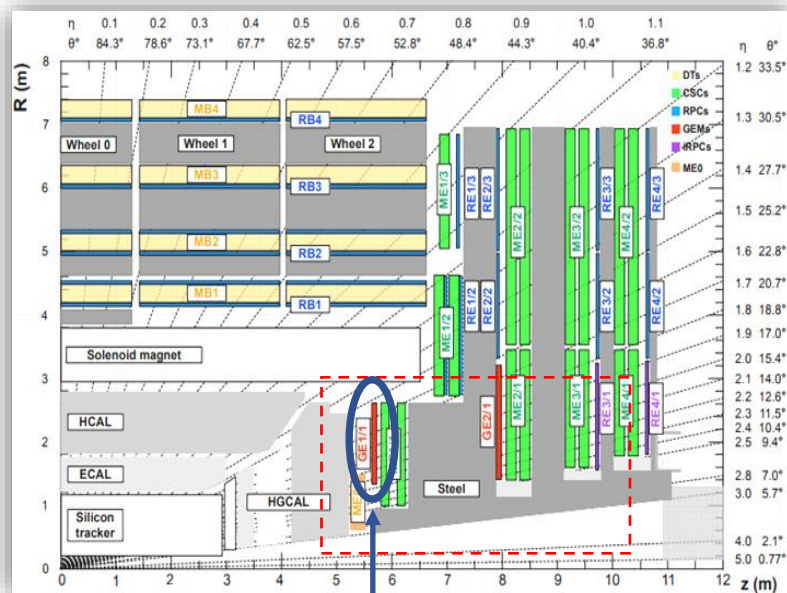 η 0.1 0.2 0.3 0.4 0.5 0.6 0.7 0.8 0.9 1.0 1.1
θ° 84.3° 78.6° 73.1° 67.7° 62.5° 57.5° 52.8° 48.4° 44.3° 40.4° 36.8° η θ°
R (m)
8
7
6
5
4
3
2
1
0
1.2 33.5°
1.3 30.5°
1.4 27.7°
1.5 25.2°
1.6 22.8°
1.7 20.7°
1.8 18.8°
1.9 17.0°
2.0 15.4°
2.1 14.0°
2.2 12.6°
2.3 11.5°
2.4 10.4°
2.5 9.4°
2.8 7.0°
3.0 5.7°
4.0 2.1°
5.0 0.77°
DTs
CSCs
RPCs
GEMs
iRPCs
ME0
MB4
RB4
Wheel 0 Wheel 1 Wheel 2
MB3
RB3
MB2
RB2
MB1
RB1
Solenoid magnet
HCAL
ECAL
HGCAL
Silicon
tracker
Steel
ME1/3
RE1/3
RE2/3
ME2/2
ME3/2
RE3/3
ME4/2
RE4/3
ME1/2
RE1/2
RE2/2
RE3/2
RE4/2
GE1/1
GE2/1
ME2/1
ME3/1
RE3/1
ME4/1
RE4/1
0 1 2 3 4 5 6 7 8 9 10 11 12
z (m)